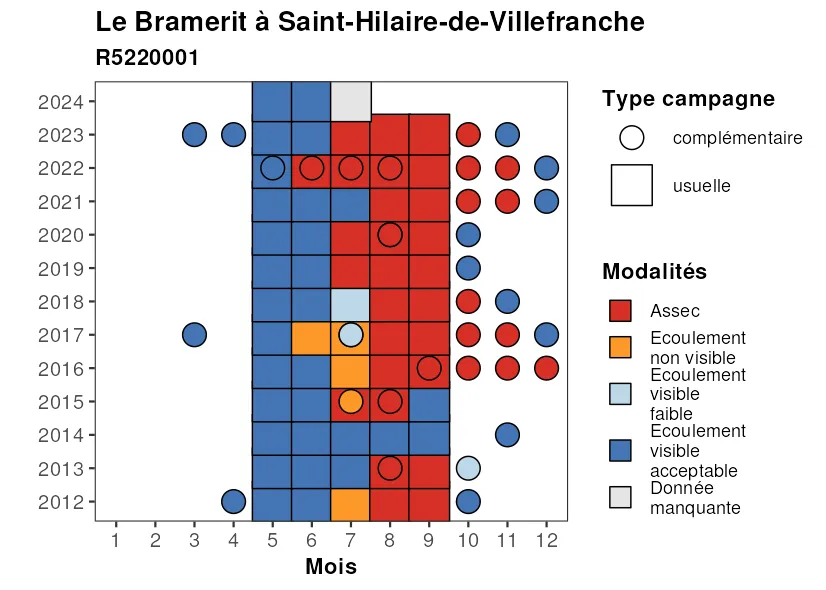 Le Bramerit à Saint-Hilaire-de-Villefranche
R5220001
2024
2023
2022
2021
2020
2019
2018
2017
2016
2015
2014
2013
2012
1 2 3 4 5 6 7 8 9 10 11 12
Mois
Type campagne
complémentaire
usuelle
Modalités
Assec
Ecoulement
non visible
Ecoulement
visible
faible
Ecoulement
visible
acceptable
Donnée
manquante